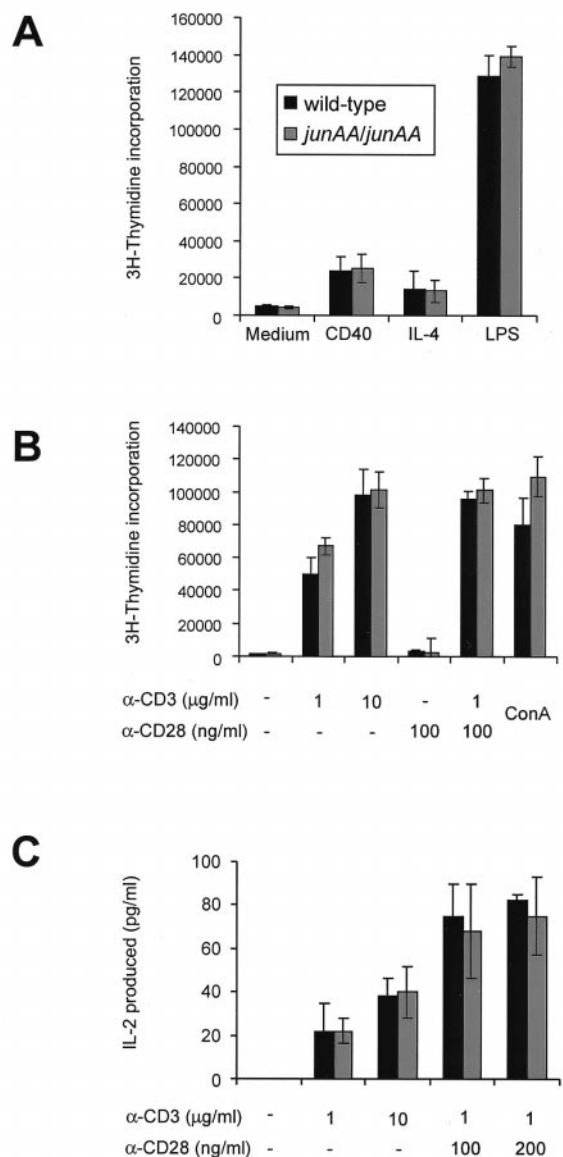 A
160000
140000
120000
100000
80000
60000
40000
20000
0
3H-Thymidine incorporation
wild-type
junAA/junAA
Medium CD40 IL-4 LPS
B
140000
120000
100000
80000
60000
40000
20000
0
3H-Thymidine incorporation
α-CD3 (μg/ml) - 1 10 - 1 ConA
α-CD28 (ng/ml) - - - 100 100
C
100
80
60
40
20
0
IL-2 produced (pg/ml)
α-CD3 (μg/ml) - 1 10 1 1
α-CD28 (ng/ml) - - - 100 200